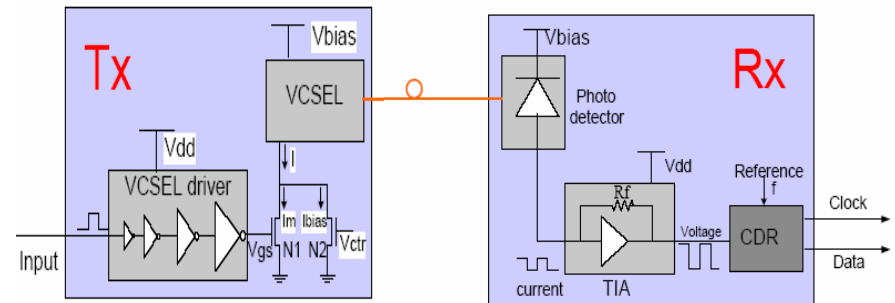 Tx
Vbias
VCSEL
I
Vdd
VCSEL driver
Im
Ibias
Input
Vgs
N1
N2
Vctr
Rx
Vbias
Photo
detector
Vdd
Rf
Reference
f
Clock
Voltage
CDR
Data
current
TIA